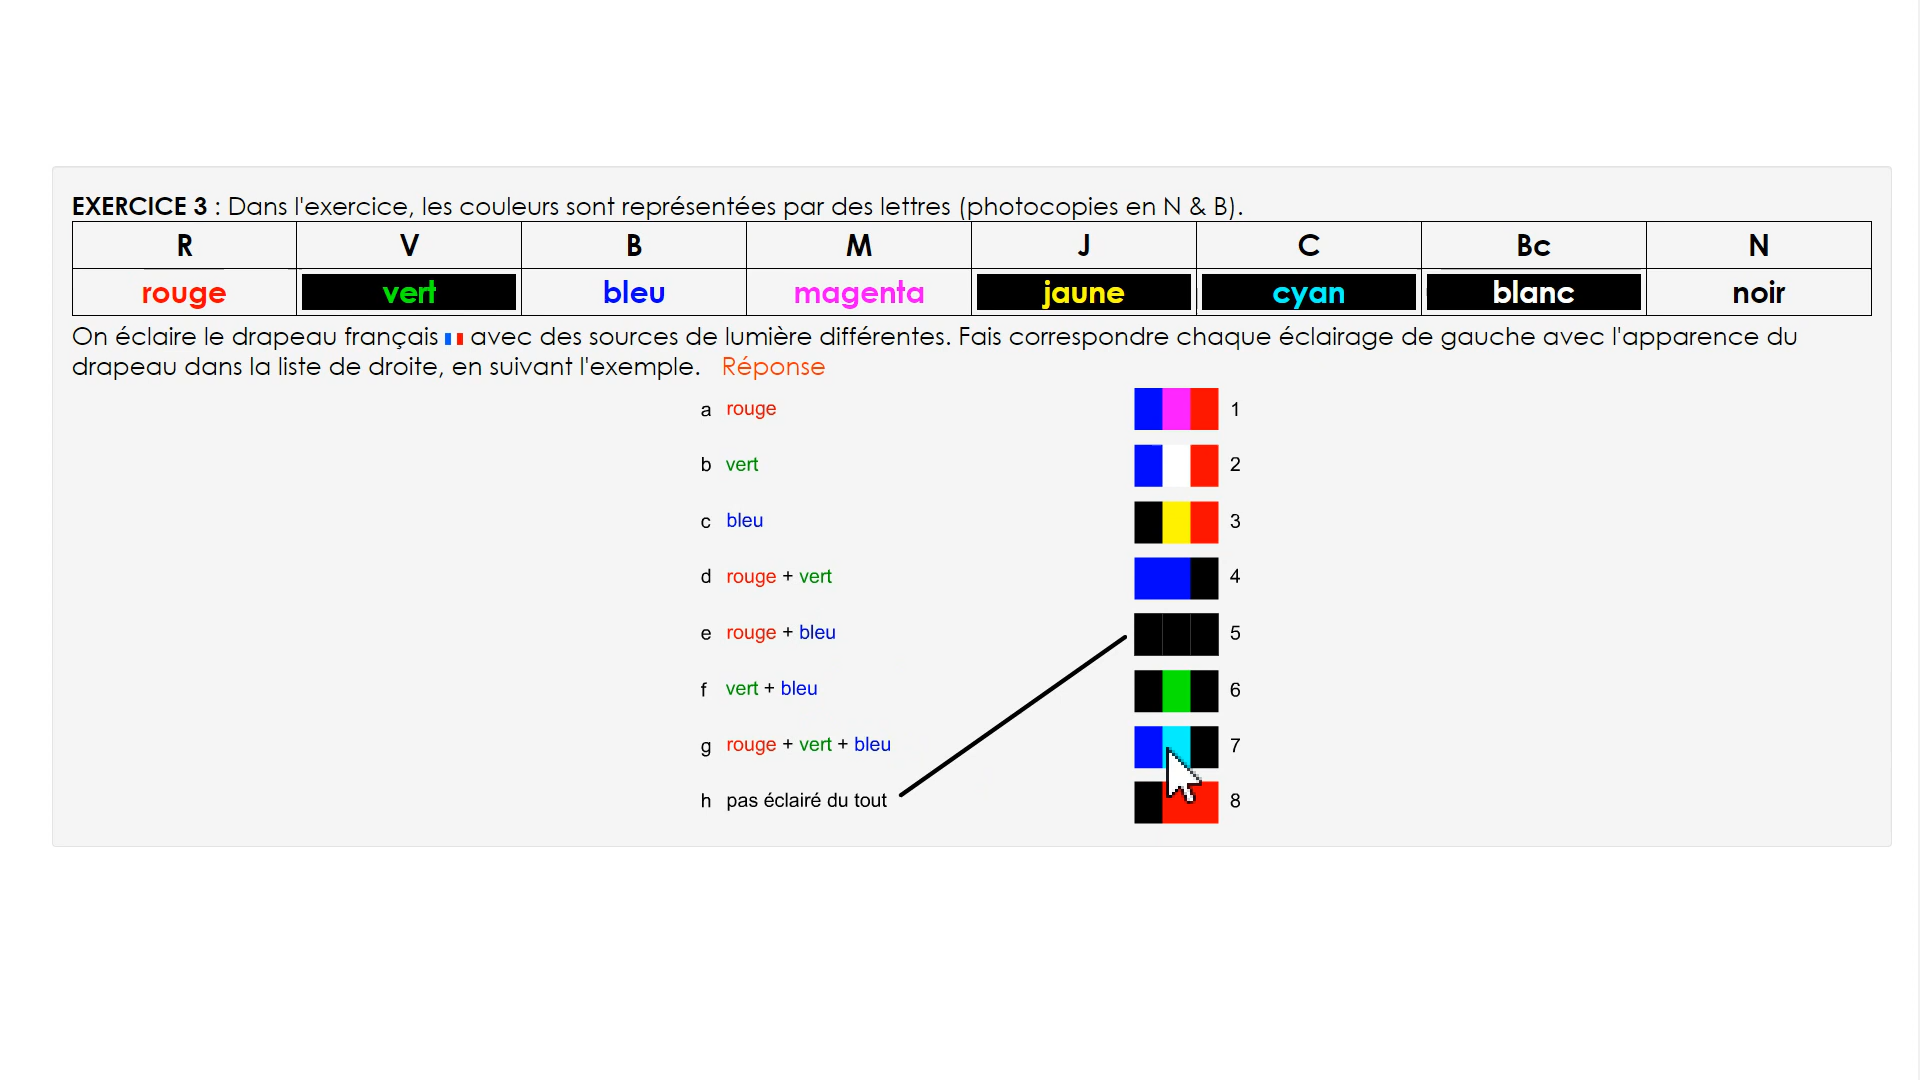 EXERCICE 3 : Dans l'exercice, les couleurs sont représentées par des lettres (photocopies en N & B).
R V B M J C Bc N
rouge vert bleu magenta jaune cyan blanc noir
On éclaire le drapeau français avec des sources de lumière différentes. Fais correspondre chaque éclairage de gauche avec l'apparence du
drapeau dans la liste de droite, en suivant l'exemple. Réponse
a rouge 1
b vert 2
c bleu 3
d rouge + vert 4
e rouge + bleu 5
f vert + bleu 6
g rouge + vert + bleu 7
h pas éclairé du tout 8